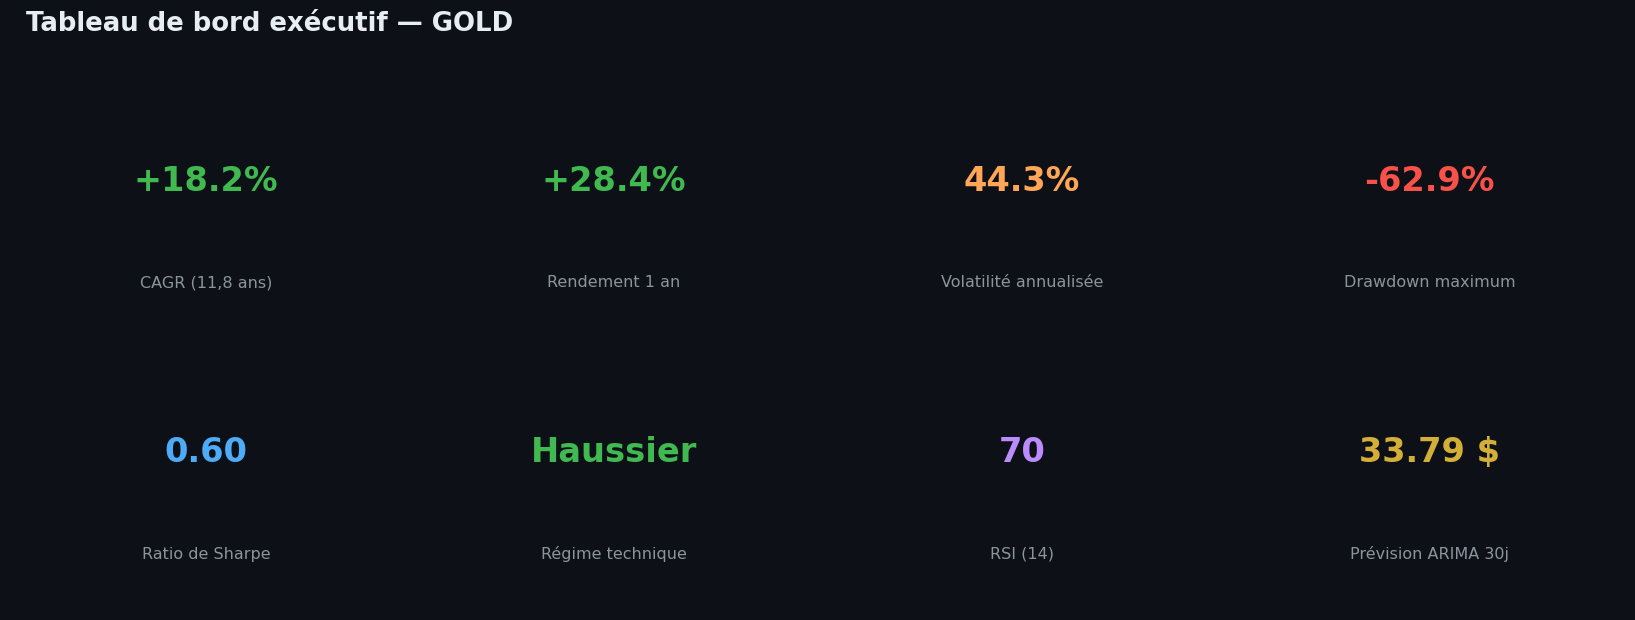 Tableau de bord exécutif — GOLD
+18.2%
+28.4%
44.3%
-62.9%
CAGR (11,8 ans)
Rendement 1 an
Volatilité annualisée
Drawdown maximum
0.60
Haussier
70
33.79 $
Ratio de Sharpe
Régime technique
RSI (14)
Prévision ARIMA 30j